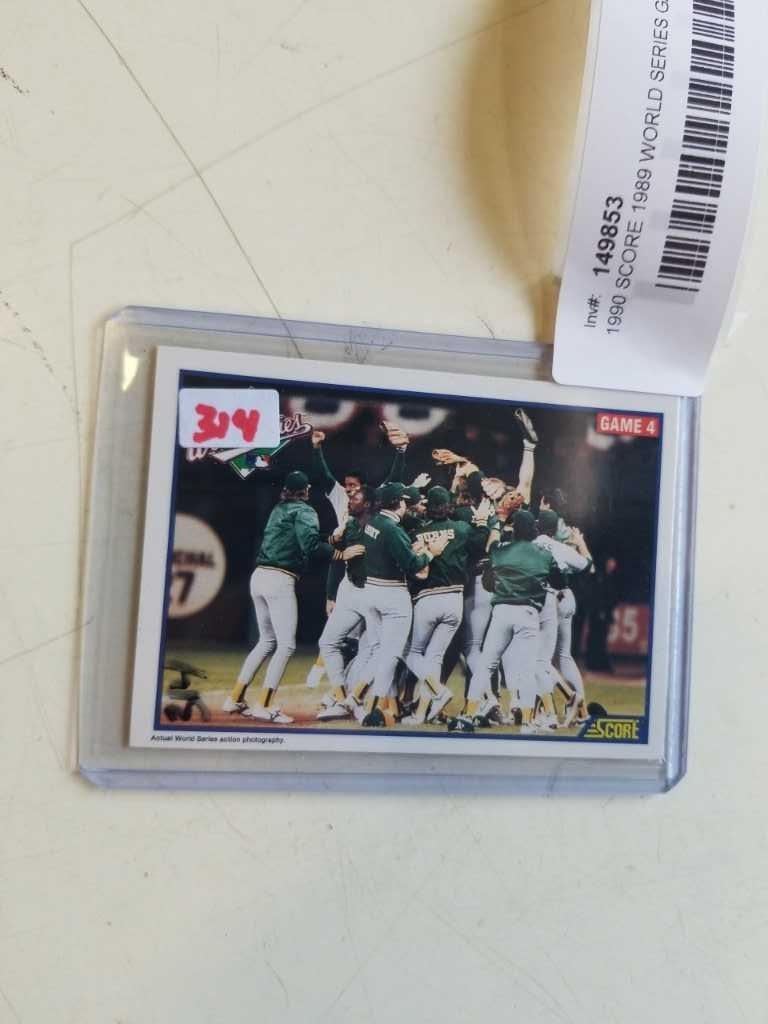 Inv#: 149853
1990 SCORE 1989 WORLD SERIES
314
GAME 4
SCORE
Actual World Series action photography.